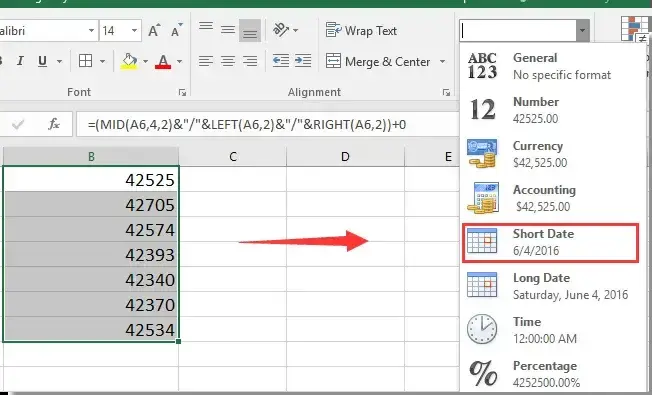 alibri 14 A A Wrap Text
B I U A Merge & Center
Font Alignment
fx =(MID(A6,4,2)&"/"&LEFT(A6,2)&"/"&RIGHT(A6,2))+0
B C D E
42525
42705
42574
42393
42340
42370
42534
ABC
123
General
No specific format
12
Number
42525.00
Currency
$42,525.00
Accounting
$42,525.00
Short Date
6/4/2016
Long Date
Saturday, June 4, 2016
Time
12:00:00 AM
%
Percentage
4252500.00%